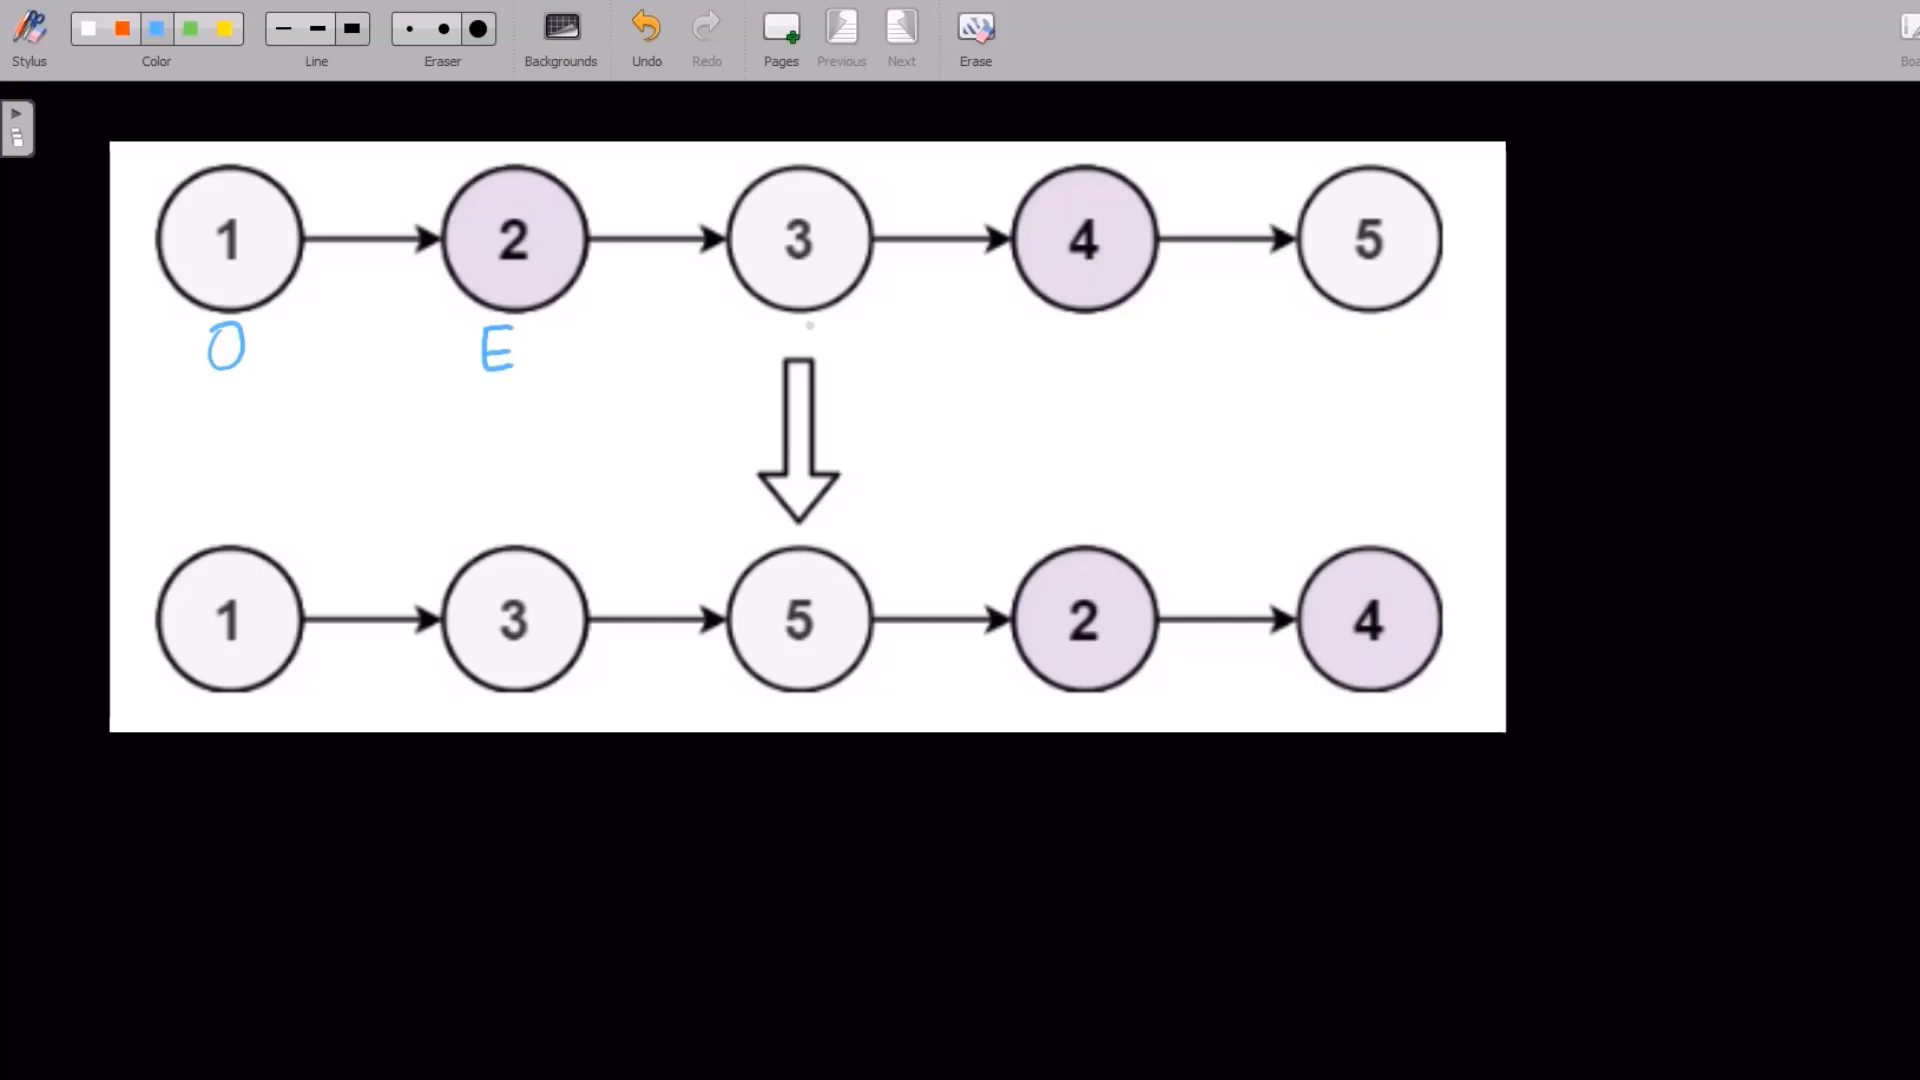 Stylus Color Line Eraser Backgrounds Undo Redo Pages Previous Next Erase
1 2 3 4 5
O E
1 3 5 2 4